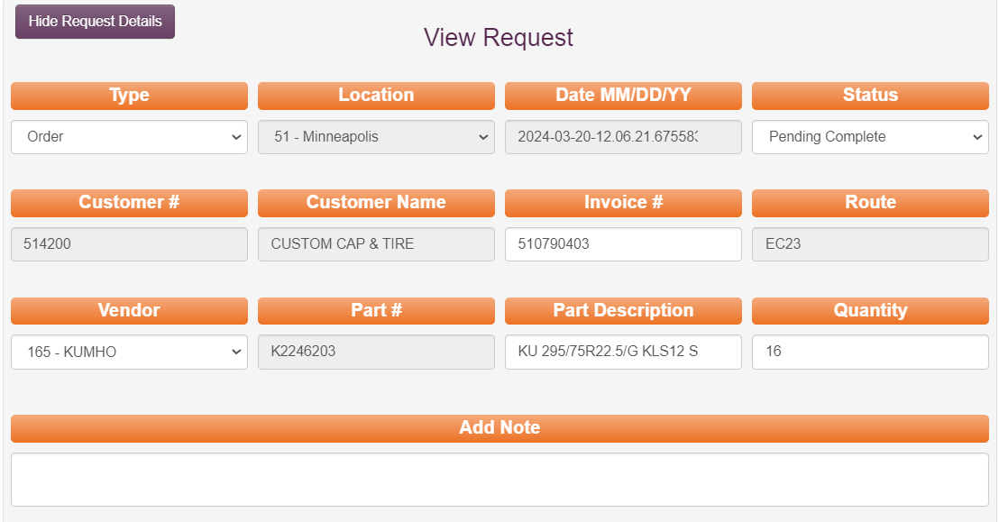 Hide Request Details
View Request
Type Location Date MM/DD/YY Status
Order 51 - Minneapolis 2024-03-20-12.06.21.675583 Pending Complete
Customer # Customer Name Invoice # Route
514200 CUSTOM CAP & TIRE 510790403 EC23
Vendor Part # Part Description Quantity
165 - KUMHO K2246203 KU 295/75R22.5/G KLS12 S 16
Add Note